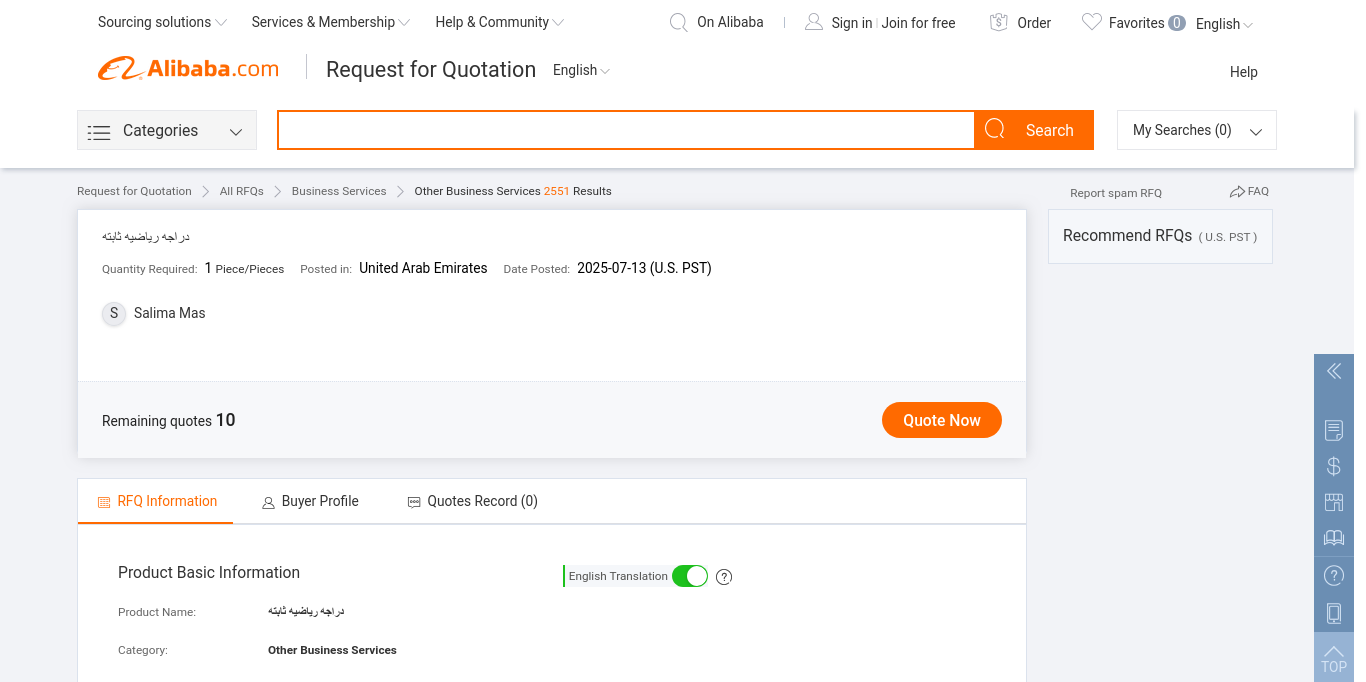 Sourcing solutions Services & Membership Help & Community On Alibaba Sign in Join for free Order Favorites 0 English
Alibaba.com Request for Quotation English Help
Categories Search My Searches (0)
Request for Quotation All RFQs Business Services Other Business Services 2551 Results Report spam RFQ FAQ
دراجه رياضيه ثابته
Recommend RFQs ( U.S. PST )
Quantity Required: 1 Piece/Pieces Posted in: United Arab Emirates Date Posted: 2025-07-13 (U.S. PST)
S Salima Mas
Remaining quotes 10 Quote Now
RFQ Information Buyer Profile Quotes Record (0)
Product Basic Information English Translation ?
Product Name: دراجه رياضيه ثابته
Category: Other Business Services
TOP